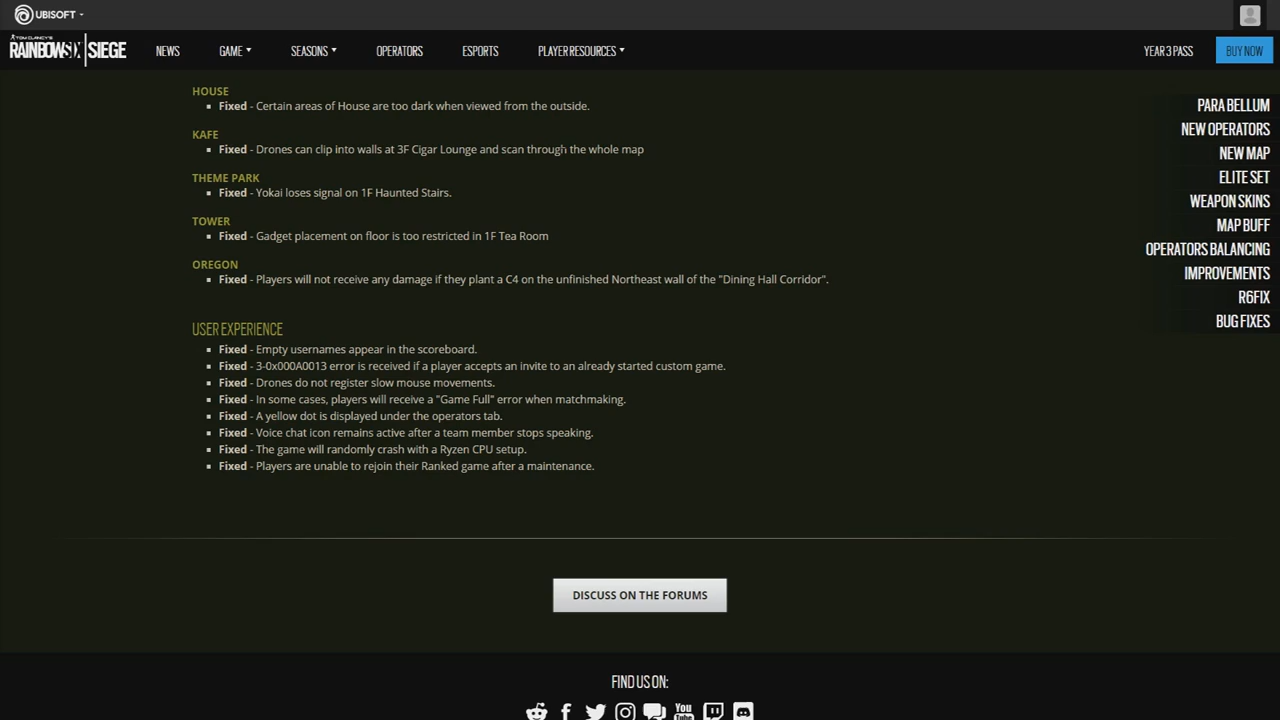 UBISOFT
TOM CLANCY'S
RAINBOWSIX | SIEGE
NEWS
GAME
SEASONS
OPERATORS
ESPORTS
PLAYER RESOURCES
YEAR 3 PASS
BUY NOW
HOUSE
Fixed - Certain areas of House are too dark when viewed from the outside.
KAFE
Fixed - Drones can clip into walls at 3F Cigar Lounge and scan through the whole map
THEME PARK
Fixed - Yokai loses signal on 1F Haunted Stairs.
TOWER
Fixed - Gadget placement on floor is too restricted in 1F Tea Room
OREGON
Fixed - Players will not receive any damage if they plant a C4 on the unfinished Northeast wall of the "Dining Hall Corridor".
USER EXPERIENCE
Fixed - Empty usernames appear in the scoreboard.
Fixed - 3-0x000A0013 error is received if a player accepts an invite to an already started custom game.
Fixed - Drones do not register slow mouse movements.
Fixed - In some cases, players will receive a "Game Full" error when matchmaking.
Fixed - A yellow dot is displayed under the operators tab.
Fixed - Voice chat icon remains active after a team member stops speaking.
Fixed - The game will randomly crash with a Ryzen CPU setup.
Fixed - Players are unable to rejoin their Ranked game after a maintenance.
PARA BELLUM
NEW OPERATORS
NEW MAP
ELITE SET
WEAPON SKINS
MAP BUFF
OPERATORS BALANCING
IMPROVEMENTS
R6FIX
BUG FIXES
DISCUSS ON THE FORUMS
FIND US ON:
You Tube